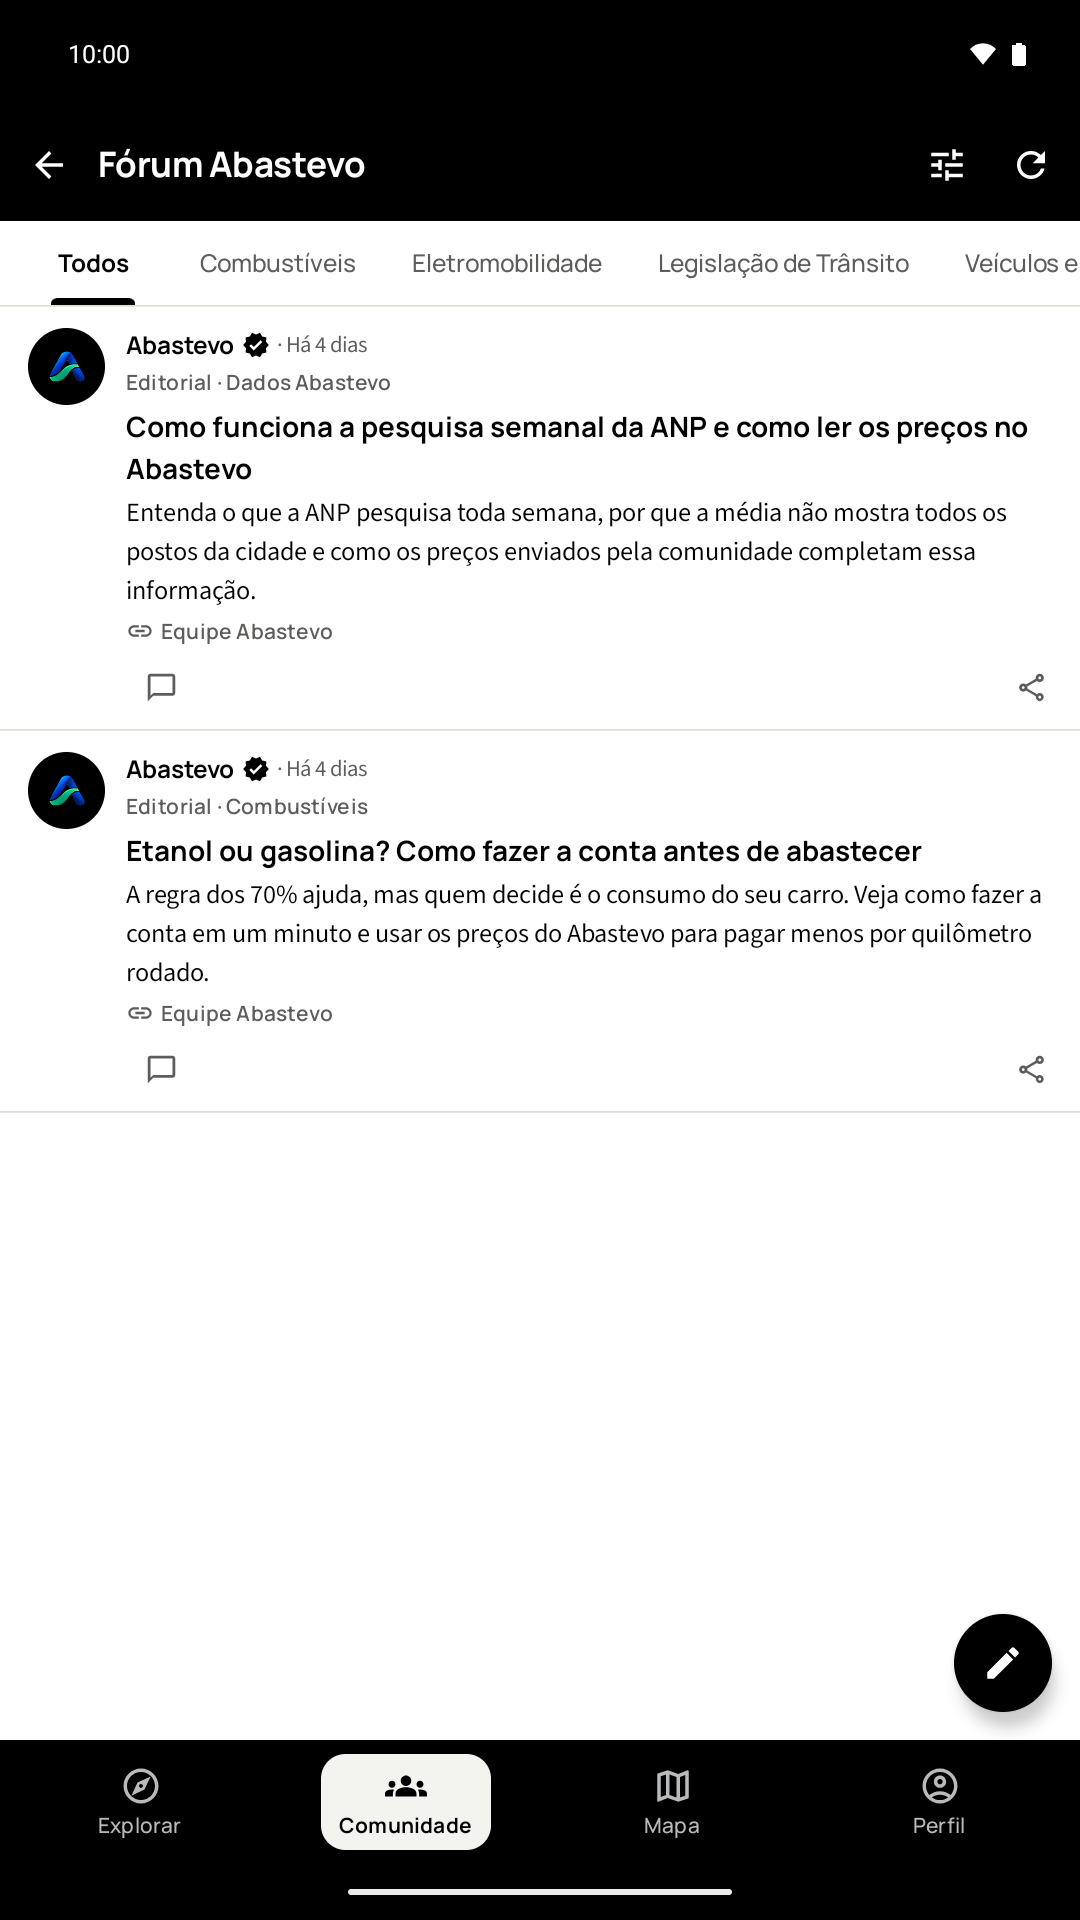 10:00
Fórum Abastevo
Todos
Combustíveis
Eletromobilidade
Legislação de Trânsito
Veículos e
Abastevo · Há 4 dias
Editorial · Dados Abastevo
Como funciona a pesquisa semanal da ANP e como ler os preços no
Abastevo
Entenda o que a ANP pesquisa toda semana, por que a média não mostra todos os
postos da cidade e como os preços enviados pela comunidade completam essa
informação.
Equipe Abastevo
Abastevo · Há 4 dias
Editorial · Combustíveis
Etanol ou gasolina? Como fazer a conta antes de abastecer
A regra dos 70% ajuda, mas quem decide é o consumo do seu carro. Veja como fazer a
conta em um minuto e usar os preços do Abastevo para pagar menos por quilômetro
rodado.
Equipe Abastevo
Explorar
Comunidade
Mapa
Perfil